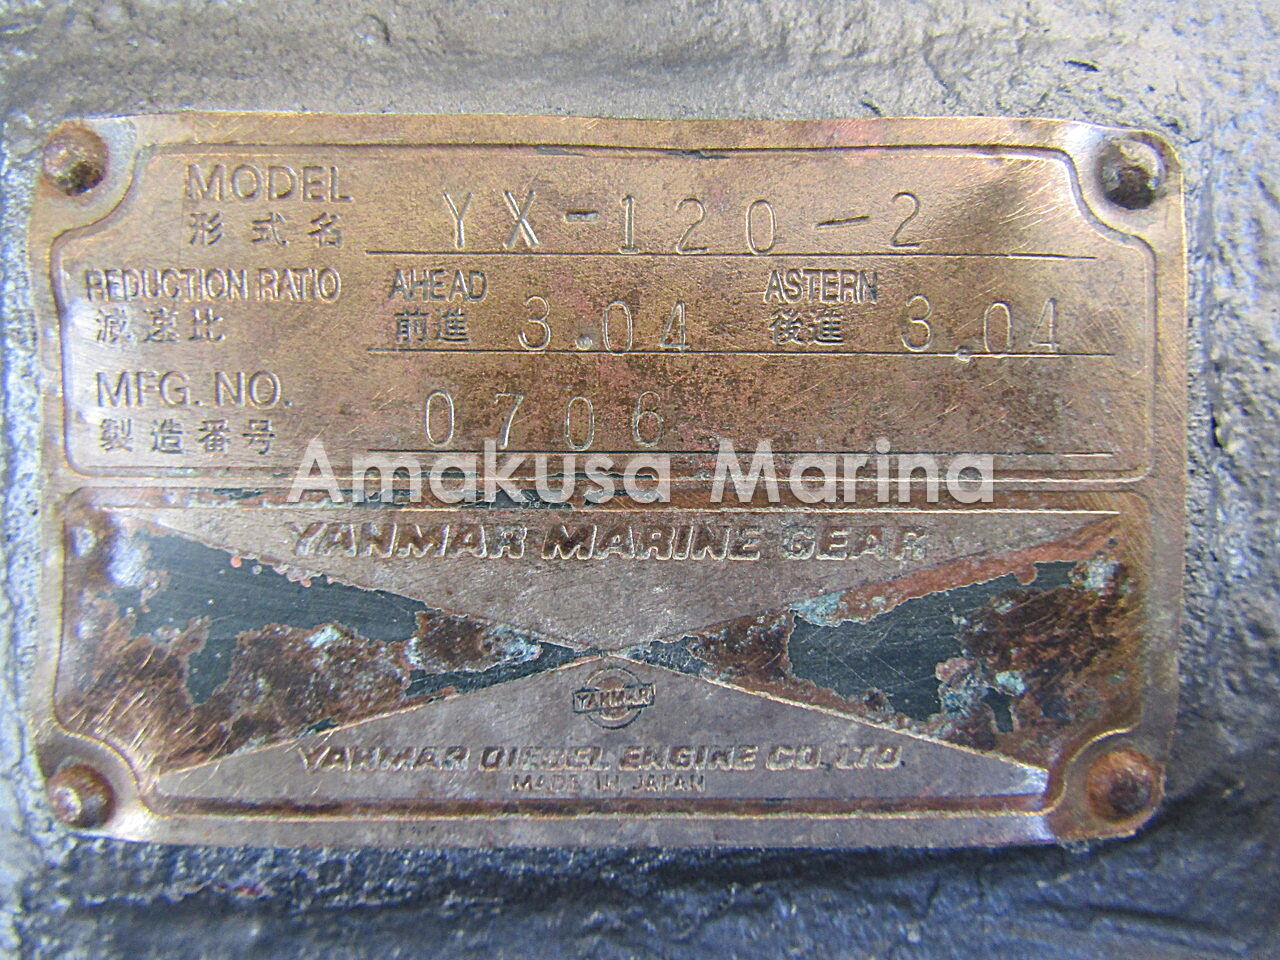 MODEL
形式名 YX-120-2
REDUCTION RATIO AHEAD ASTERN
減速比 前進 3.04 後進 3.04
MFG. NO.
製造番号 0706
Amakusa Marina
YANMAR MARINE GEAR
YANMAR
YANMAR DIESEL ENGINE CO., LTD.
MADE IN JAPAN